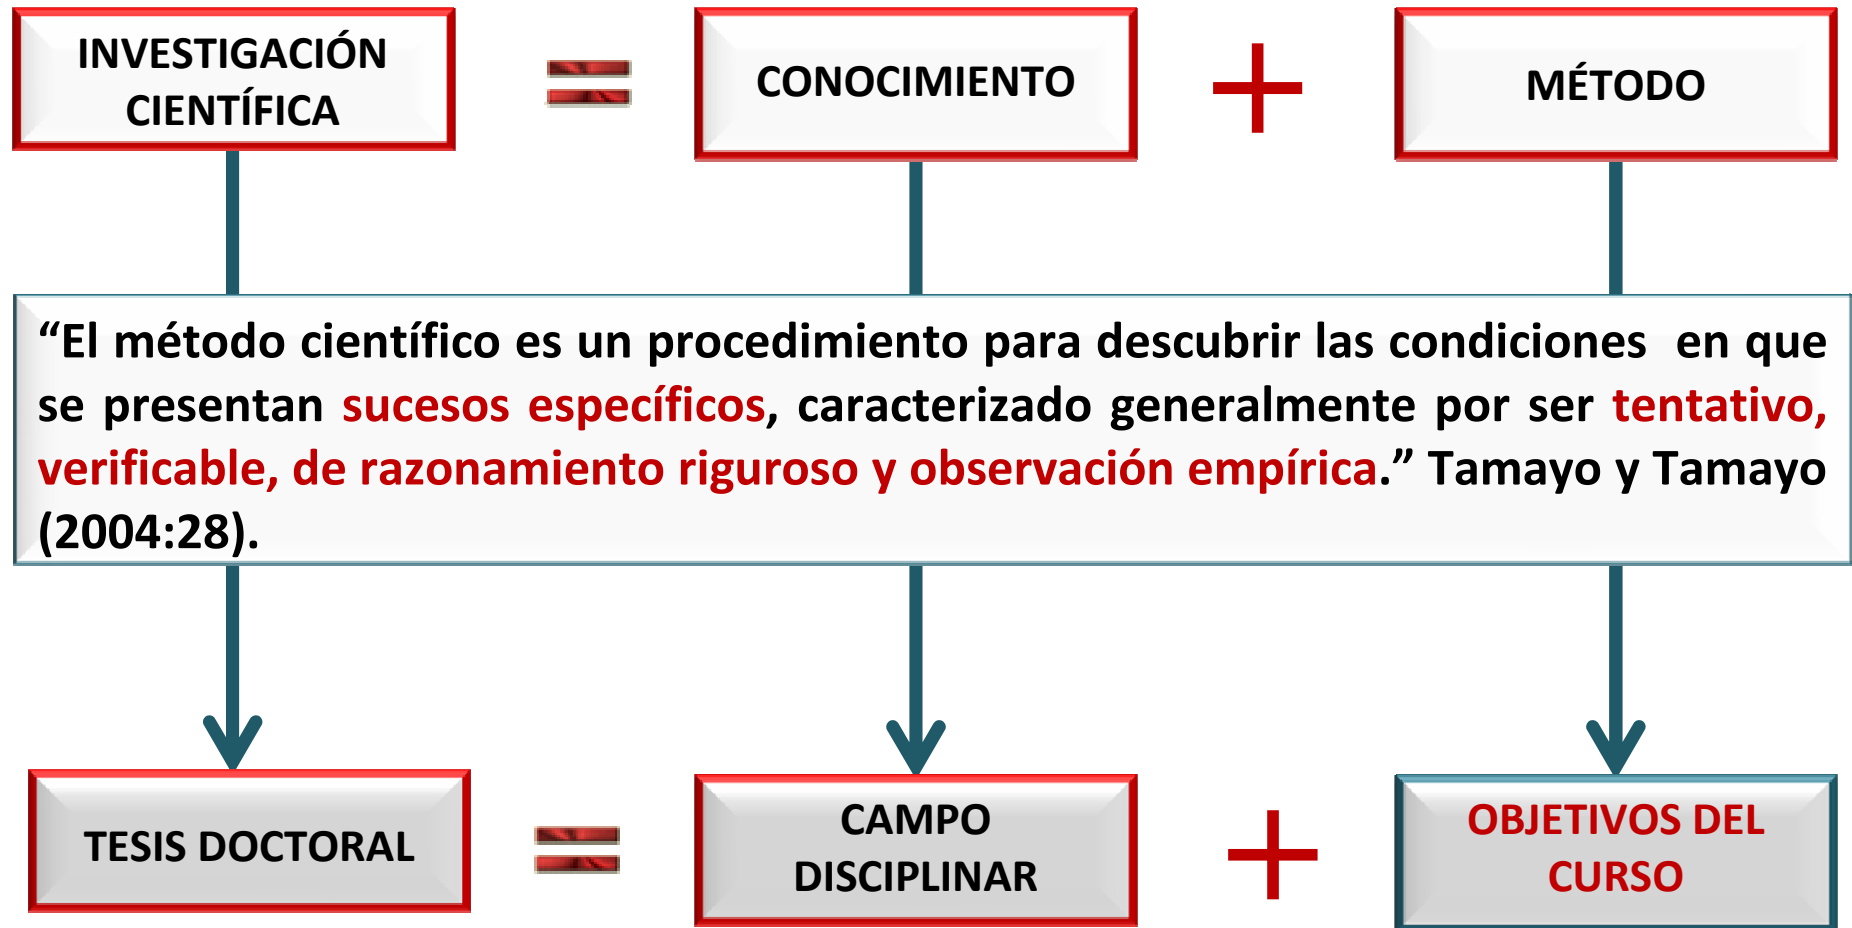 INVESTIGACIÓN
CIENTÍFICA
=
CONOCIMIENTO
+
MÉTODO
“El método científico es un procedimiento para descubrir las condiciones en que
se presentan sucesos específicos, caracterizado generalmente por ser tentativo,
verificable, de razonamiento riguroso y observación empírica.” Tamayo y Tamayo
(2004:28).
TESIS DOCTORAL
=
CAMPO
DISCIPLINAR
+
OBJETIVOS DEL
CURSO